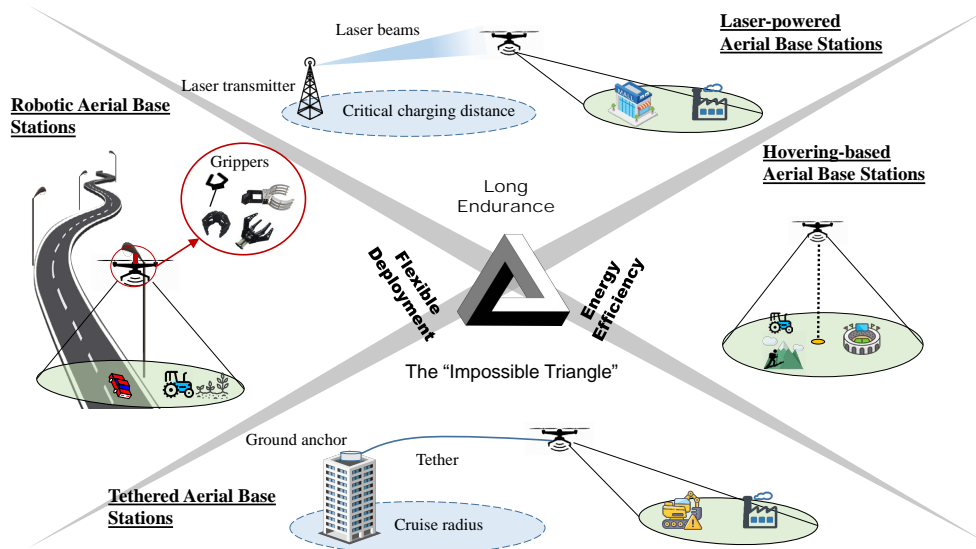 Laser beams
Laser-powered
Aerial Base Stations
Laser transmitter
Critical charging distance
Robotic Aerial Base
Stations
Grippers
Hovering-based
Aerial Base Stations
Long
Endurance
Flexible
Deployment
Energy
Efficiency
The “Impossible Triangle”
Ground anchor
Tether
Tethered Aerial Base
Stations
Cruise radius